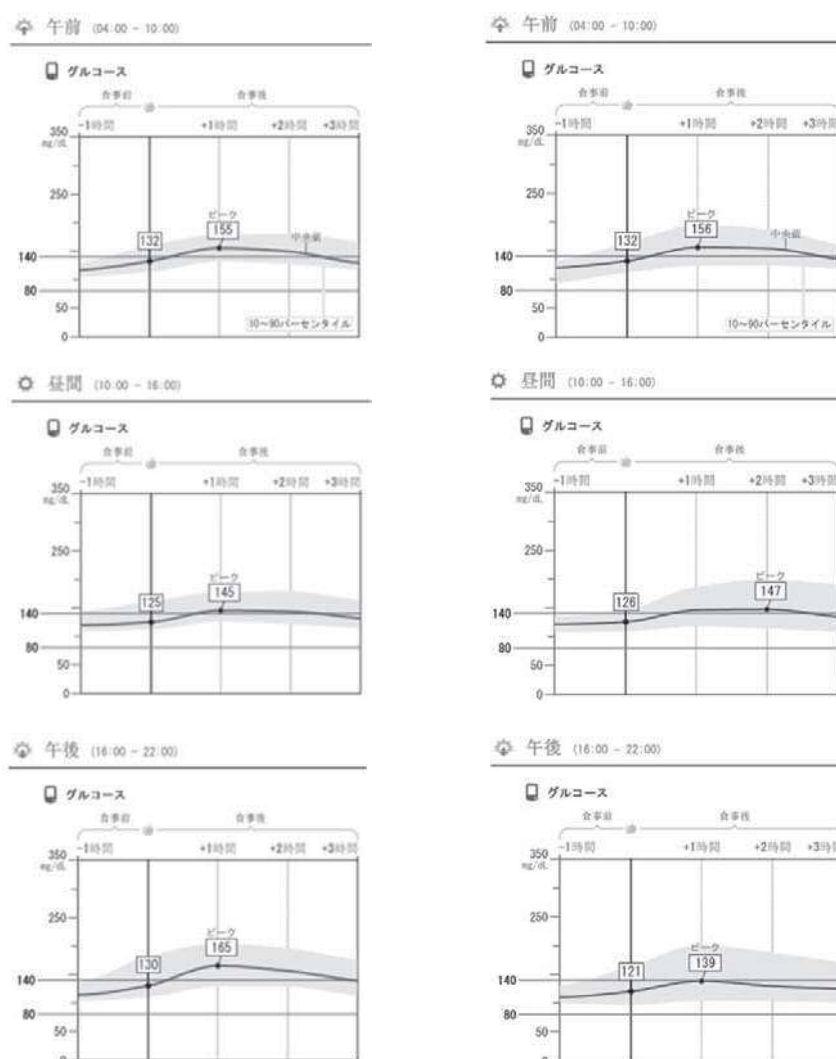 午前 (04:00 - 10:00)
グルコース
食事前 食事後
-1時間 +1時間 +2時間 +3時間
350
mg/dL
250
140
80
50
0
132
ピーク
155
中央値
10～90パーセンタイル
昼間 (10:00 - 16:00)
グルコース
食事前 食事後
-1時間 +1時間 +2時間 +3時間
350
mg/dL
250
140
80
50
0
125
ピーク
145
午後 (16:00 - 22:00)
グルコース
食事前 食事後
-1時間 +1時間 +2時間 +3時間
350
mg/dL
250
140
80
50
0
130
ピーク
165
午前 (04:00 - 10:00)
グルコース
食事前 食事後
-1時間 +1時間 +2時間 +3時間
350
mg/dL
250
140
80
50
0
132
ピーク
156
中央値
10～90パーセンタイル
昼間 (10:00 - 16:00)
グルコース
食事前 食事後
-1時間 +1時間 +2時間 +3時間
350
mg/dL
250
140
80
50
0
126
ピーク
147
午後 (16:00 - 22:00)
グルコース
食事前 食事後
-1時間 +1時間 +2時間 +3時間
350
mg/dL
250
140
80
50
121
ピーク
139